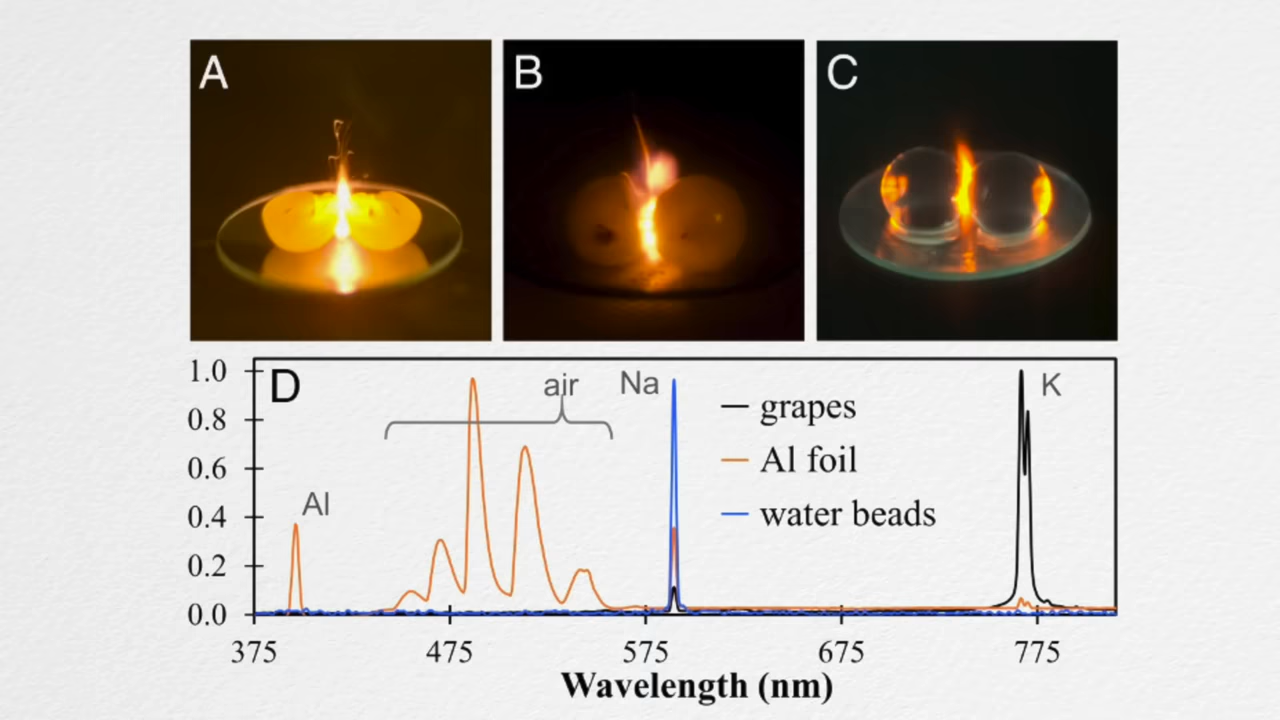 A
B
C
D
1.0
0.8
0.6
0.4
0.2
0.0
Al
air
Na
K
grapes
Al foil
water beads
375
475
575
675
775
Wavelength (nm)